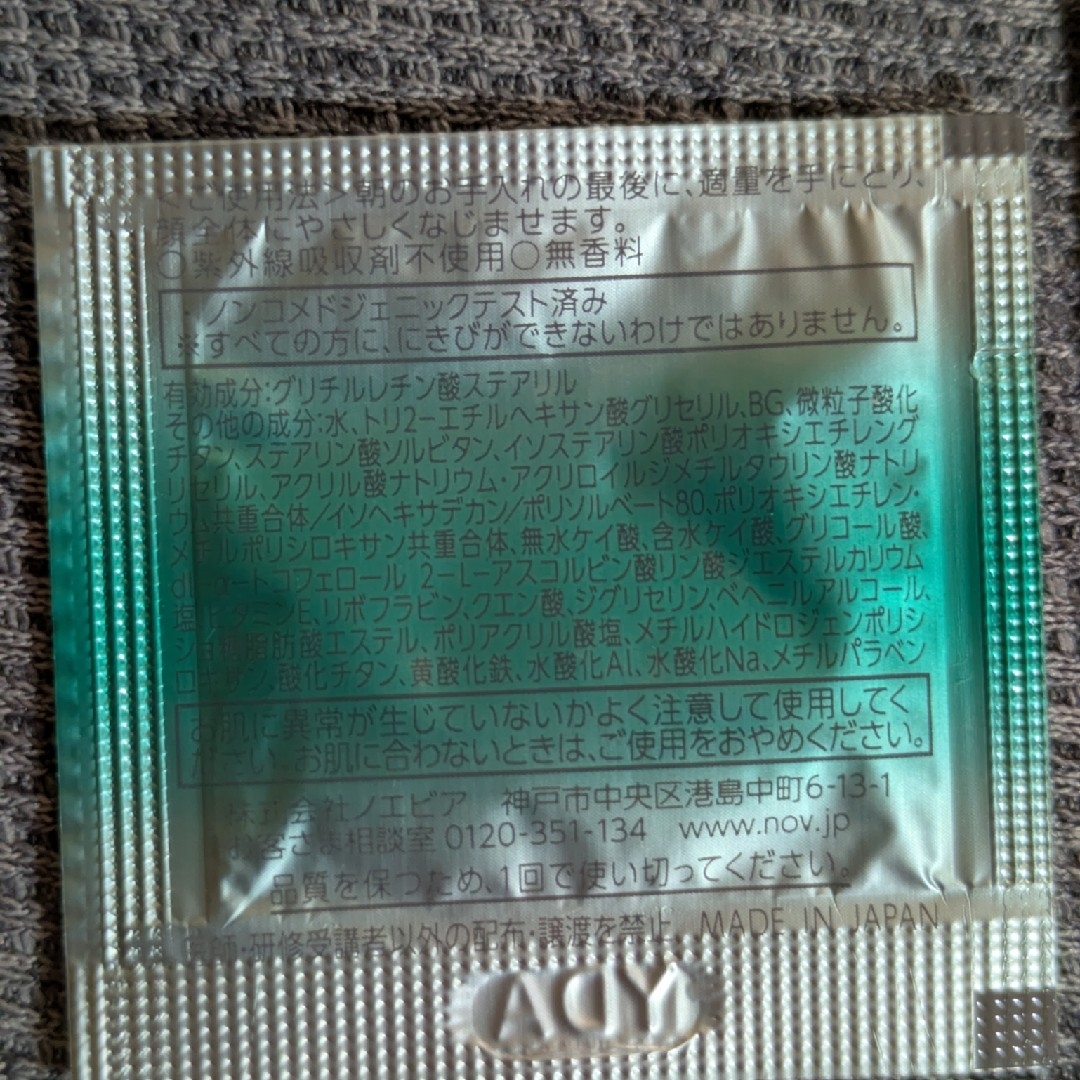 ＜ご使用法＞朝のお手入れの最後に、適量を手にとり、
顔全体にやさしくなじませます。
○紫外線吸収剤不使用○無香料
ノンコメドジェニックテスト済み
※すべての方に、にきびができないわけではありません。
有効成分:グリチルレチン酸ステアリル
その他の成分:水、トリ2ーエチルヘキサン酸グリセリル、BG、微粒子酸化
チタン、ステアリン酸ソルビタン、イソステアリン酸ポリオキシエチレング
リセリル、アクリル酸ナトリウム・アクリロイルジメチルタウリン酸ナトリ
ウム共重合体/イソヘキサデカン/ポリソルベート80、ポリオキシエチレン・
メチルポリシロキサン共重合体、無水ケイ酸、含水ケイ酸、グリコール酸、
トコフェロール 2ーLーアスコルビン酸リン酸ジエステルカリウム
塩、ビタミンE、リボフラビン、クエン酸、ジグリセリン、ベヘニルアルコール、
ショ糖脂肪酸エステル、ポリアクリル酸塩、メチルハイドロジェンポリシ
ロキサン、酸化チタン、黄酸化鉄、水酸化Al、水酸化Na、メチルパラベン
お肌に異常が生じていないかよく注意して使用してく
ださい。お肌に合わないときは、ご使用をおやめください。
株式会社ノエビア 神戸市中央区港島中町6-13-1
お客さま相談室 0120-351-134 www.nov.jp
品質を保つため、1回で使い切ってください。
講師・研修受講者以外の配布・譲渡を禁止 MADE IN JAPAN